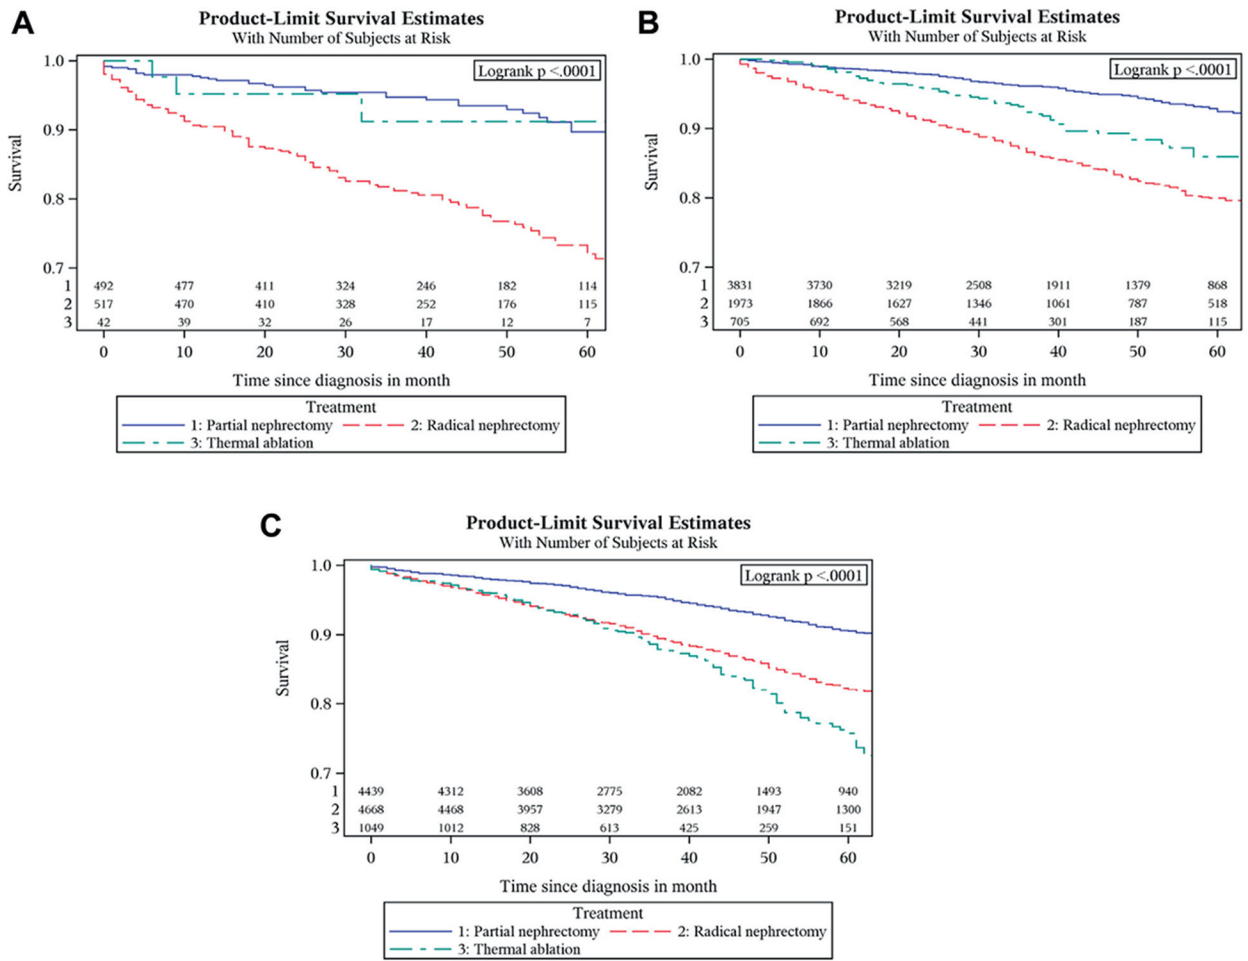 A
Product-Limit Survival Estimates
With Number of Subjects at Risk
Logrank p <.0001
1.0
0.9
0.8
0.7
Survival
1 492 477 411 324 246 182 114
2 517 470 410 328 252 176 115
3 42 39 32 26 17 12 7
0 10 20 30 40 50 60
Time since diagnosis in month
Treatment
1: Partial nephrectomy 2: Radical nephrectomy
3: Thermal ablation
B
Product-Limit Survival Estimates
With Number of Subjects at Risk
Logrank p <.0001
1.0
0.9
0.8
0.7
Survival
1 3831 3730 3219 2508 1911 1379 868
2 1973 1866 1627 1346 1061 787 518
3 705 692 568 441 301 187 115
0 10 20 30 40 50 60
Time since diagnosis in month
Treatment
1: Partial nephrectomy 2: Radical nephrectomy
3: Thermal ablation
C
Product-Limit Survival Estimates
With Number of Subjects at Risk
Logrank p <.0001
1.0
0.9
0.8
0.7
Survival
1 4439 4312 3608 2775 2082 1493 940
2 4668 4468 3957 3279 2613 1947 1300
3 1049 1012 828 613 425 259 151
0 10 20 30 40 50 60
Time since diagnosis in month
Treatment
1: Partial nephrectomy 2: Radical nephrectomy
3: Thermal ablation